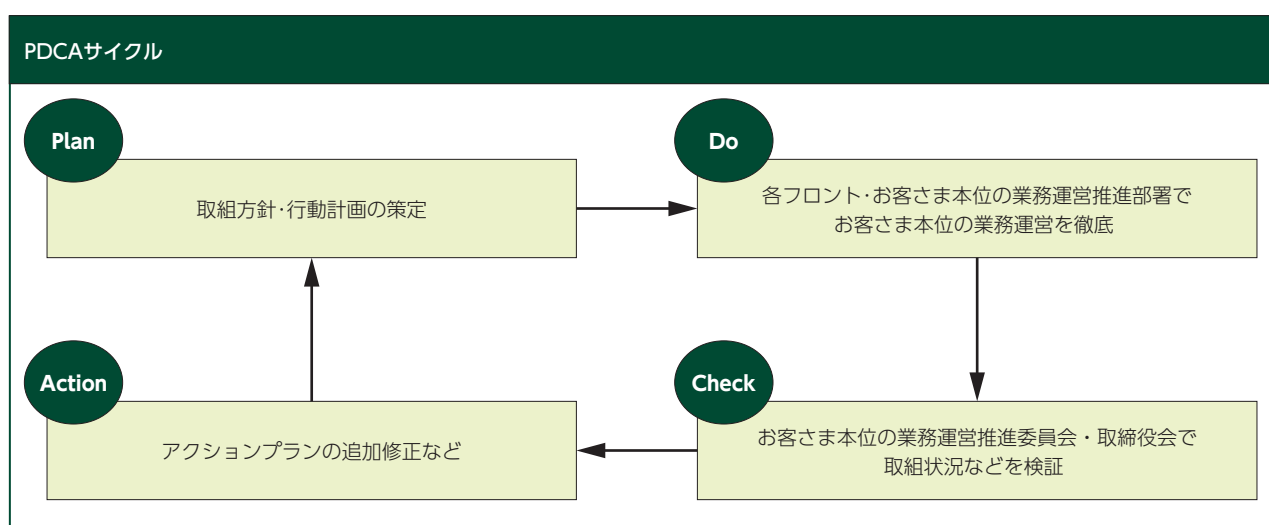 PDCAサイクル
Plan
取組方針･行動計画の策定
Do
各フロント･お客さま本位の業務運営推進部署で
お客さま本位の業務運営を徹底
Action
アクションプランの追加修正など
Check
お客さま本位の業務運営推進委員会・取締役会で
取組状況などを検証